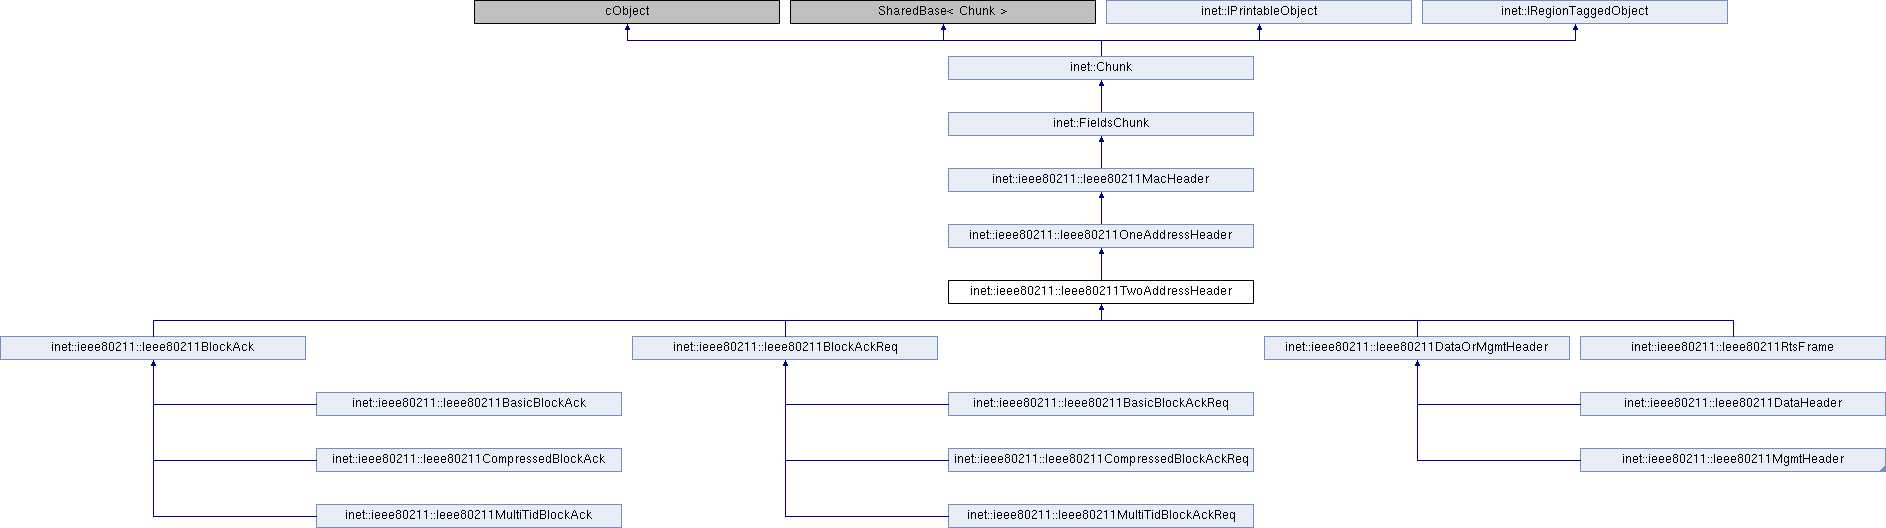 cObject
SharedBase< Chunk >
inet::IPrintableObject
inet::IRegionTaggedObject
inet::Chunk
inet::FieldsChunk
inet::ieee80211::Ieee80211MacHeader
inet::ieee80211::Ieee80211OneAddressHeader
inet::ieee80211::Ieee80211TwoAddressHeader
inet::ieee80211::Ieee80211BlockAck
inet::ieee80211::Ieee80211BlockAckReq
inet::ieee80211::Ieee80211DataOrMgmtHeader
inet::ieee80211::Ieee80211RtsFrame
inet::ieee80211::Ieee80211BasicBlockAck
inet::ieee80211::Ieee80211BasicBlockAckReq
inet::ieee80211::Ieee80211DataHeader
inet::ieee80211::Ieee80211CompressedBlockAck
inet::ieee80211::Ieee80211CompressedBlockAckReq
inet::ieee80211::Ieee80211MgmtHeader
inet::ieee80211::Ieee80211MultiTidBlockAck
inet::ieee80211::Ieee80211MultiTidBlockAckReq